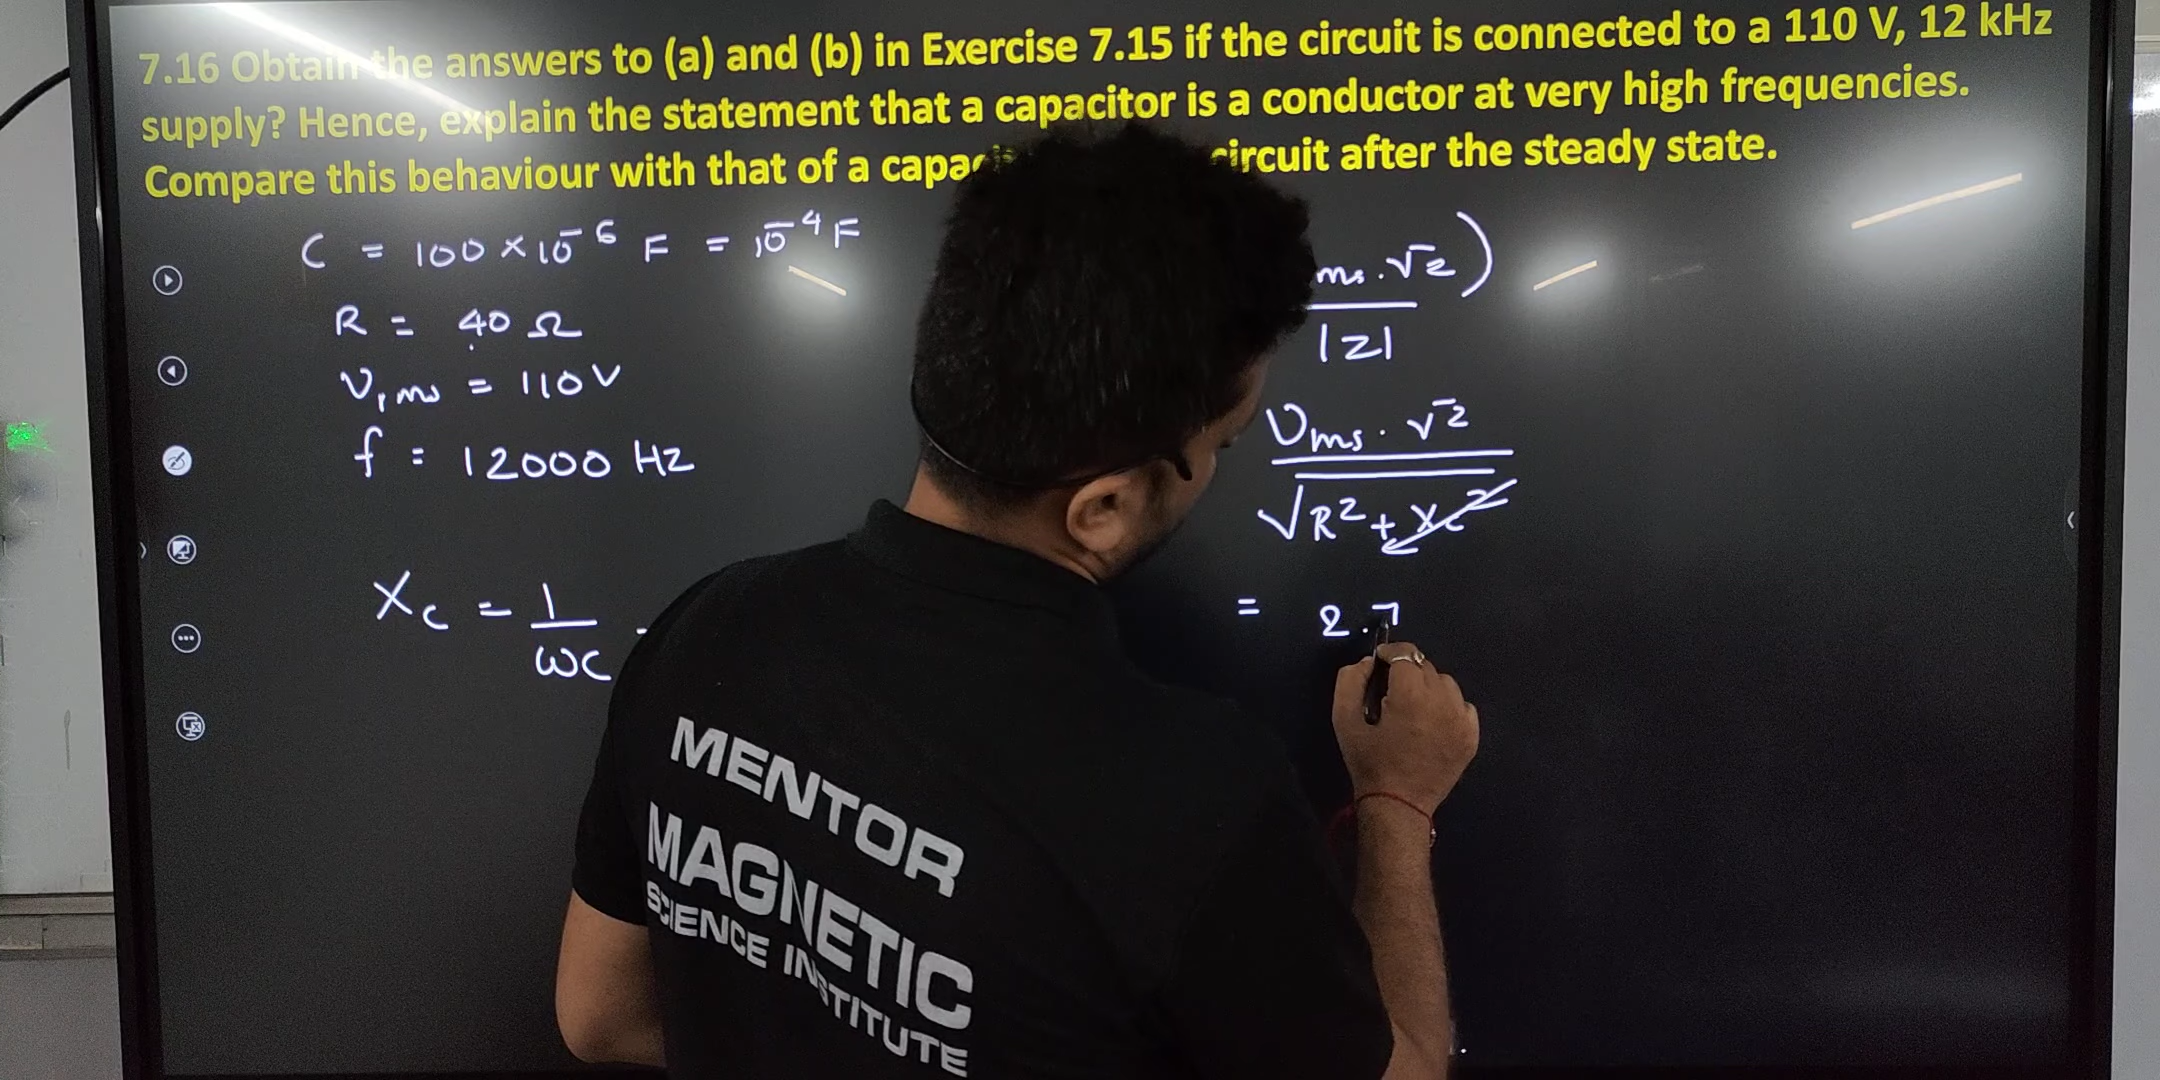 7.16 Obtain the answers to (a) and (b) in Exercise 7.15 if the circuit is connected to a 110 V, 12 kHz
supply? Hence, explain the statement that a capacitor is a conductor at very high frequencies.
Compare this behaviour with that of a capac circuit after the steady state.
C = 100 × 10⁻⁶ F = 10⁻⁴ F
R = 40 Ω
Vrms = 110 V
f = 12000 Hz
Xc = 1/ωC
ms . √2)
|Z|
Vrms . √2
√R² + Xc²
= 2.7
MENTOR
MAGNETIC
SCIENCE INSTITUTE